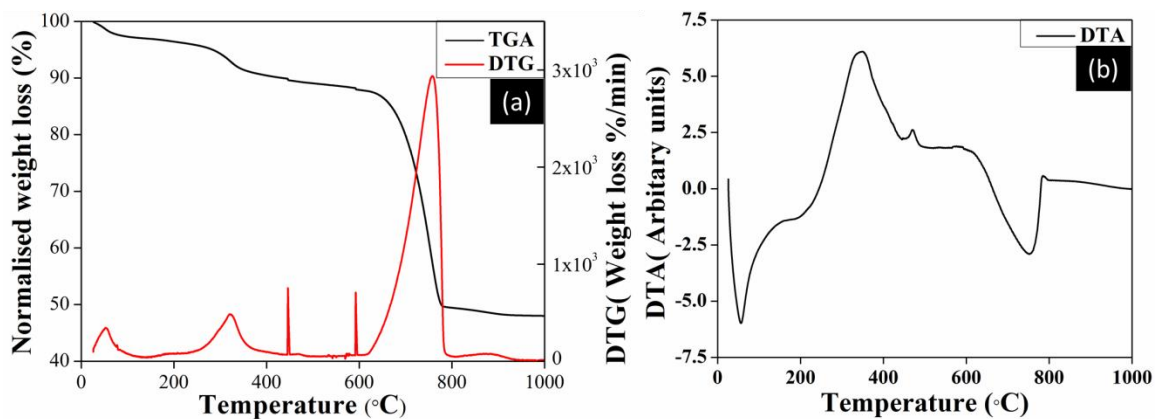 Normalised weight loss (%)
100
90
80
70
60
50
40
TGA
DTG
(a)
3x10³
2x10³
1x10³
0
DTG( Weight loss %/min)
0
200
400
600
800
1000
Temperature (°C)
DTA( Arbitary units)
7.5
5.0
2.5
0.0
-2.5
-5.0
-7.5
DTA
(b)
0
200
400
600
800
1000
Temperature (°C)